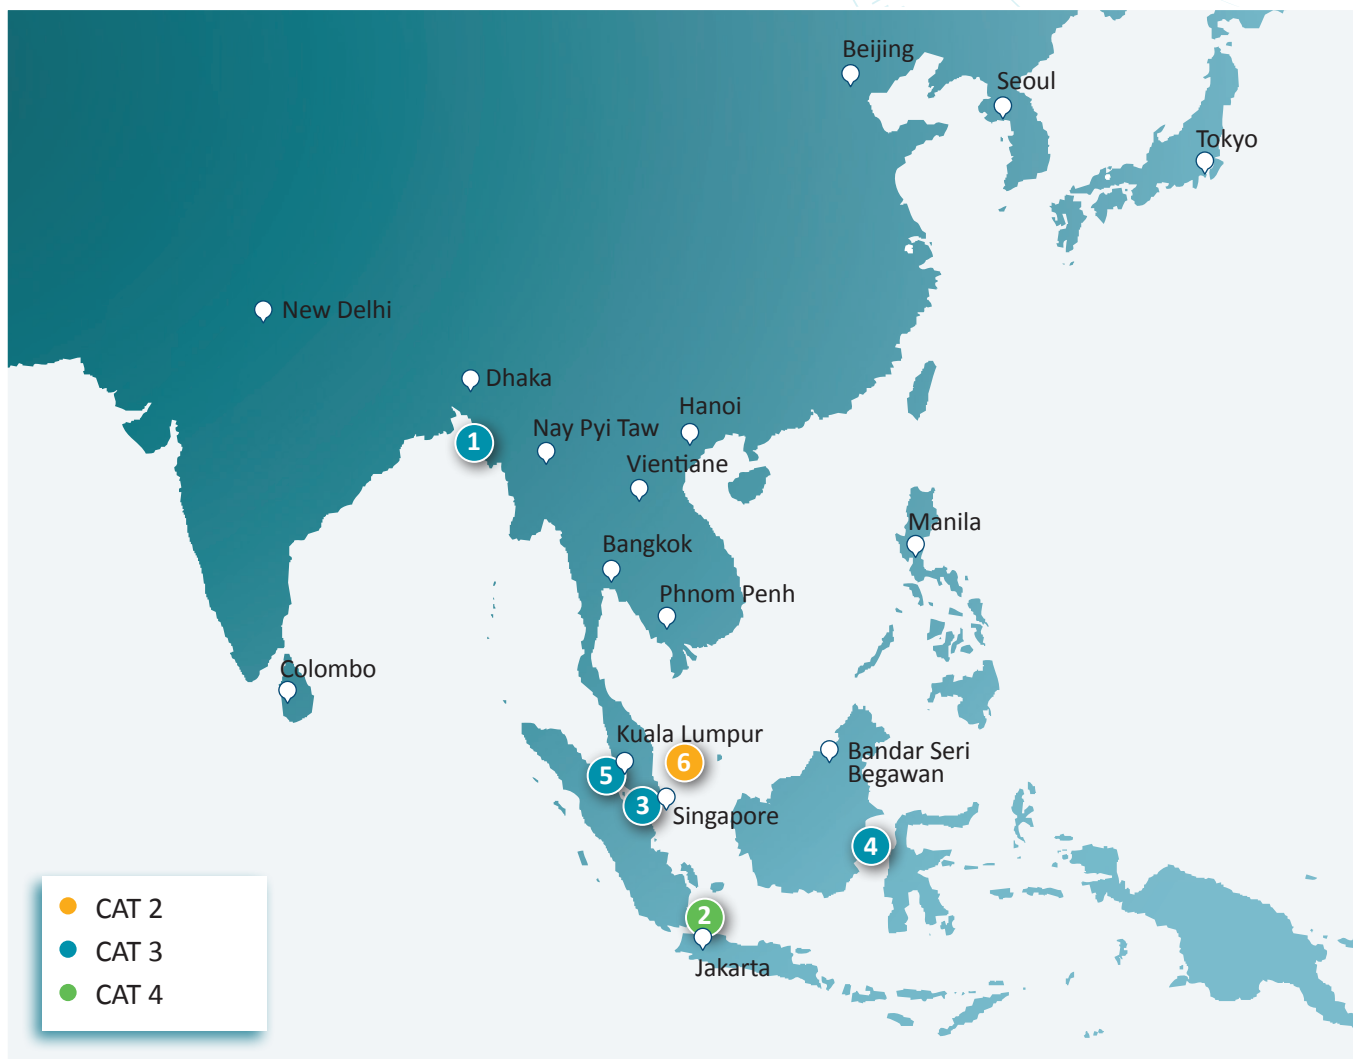 Beijing
Seoul
Tokyo
New Delhi
Dhaka
Hanoi
1
Nay Pyi Taw
Vientiane
Manila
Bangkok
Phnom Penh
Colombo
Kuala Lumpur
6
5
Bandar Seri
Begawan
3
Singapore
4
2
Jakarta
CAT 2
CAT 3
CAT 4